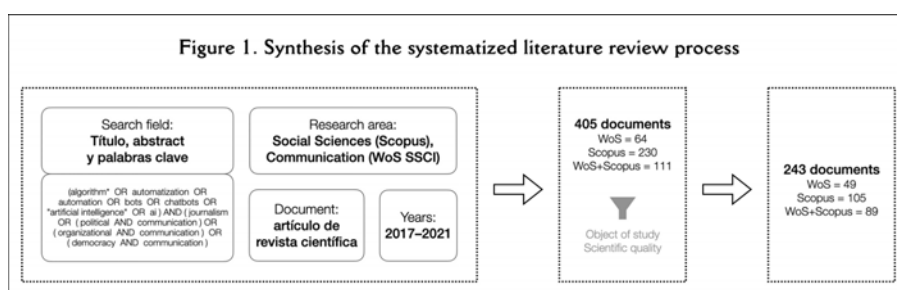 Figure 1. Synthesis of the systematized literature review process
Search field:
Título, abstract
y palabras clave
(algorithm* OR automatization OR
automation OR bots OR chatbots OR
"artificial intelligence" OR ai) AND (journalism
OR (political AND communication) OR
(organizational AND communication) OR
(democracy AND communication)
Research area:
Social Sciences (Scopus),
Communication (WoS SSCI)
Document:
artículo de
revista científica
Years:
2017–2021
405 documents
WoS = 64
Scopus = 230
WoS+Scopus = 111
Object of study
Scientific quality
243 documents
WoS = 49
Scopus = 105
WoS+Scopus = 89